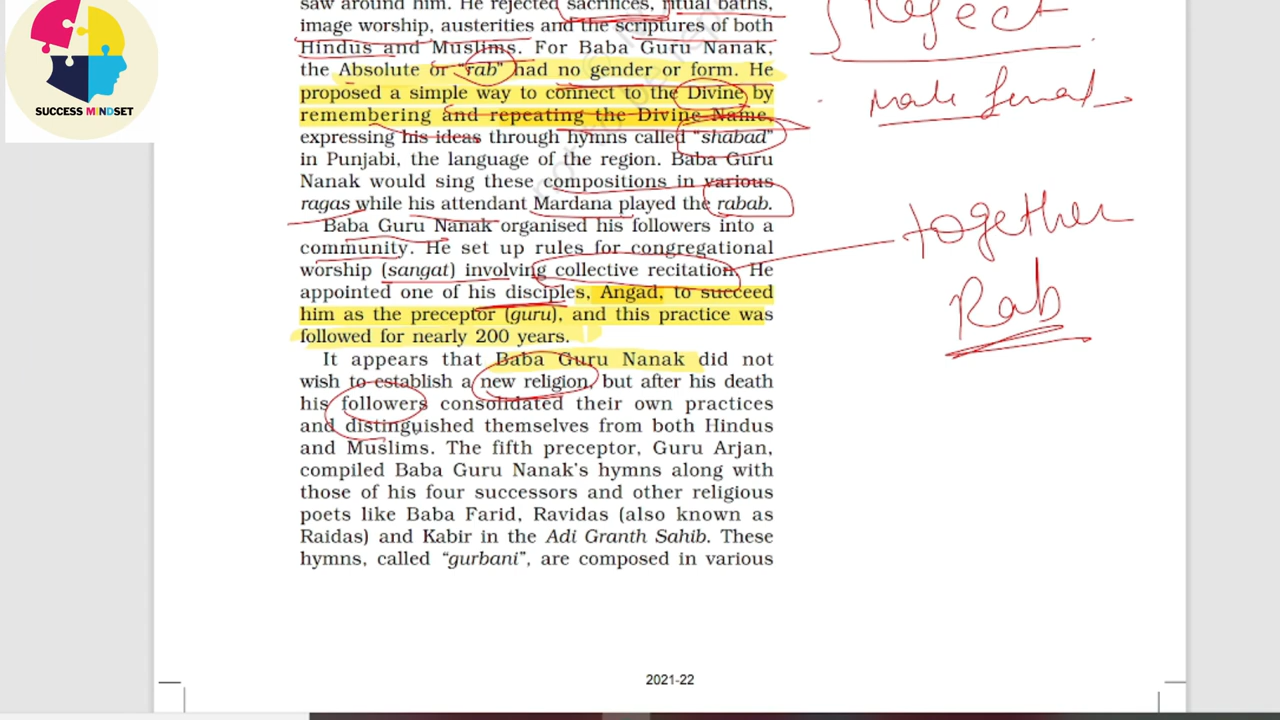 saw around him. He rejected sacrifices, ritual baths,
image worship, austerities and the scriptures of both
Hindus and Muslims. For Baba Guru Nanak,
the Absolute or “rab” had no gender or form. He
proposed a simple way to connect to the Divine by
remembering and repeating the Divine Name,
expressing his ideas through hymns called “shabad”
in Punjabi, the language of the region. Baba Guru
Nanak would sing these compositions in various
ragas while his attendant Mardana played the rabab.
Baba Guru Nanak organised his followers into a
community. He set up rules for congregational
worship (sangat) involving collective recitation. He
appointed one of his disciples, Angad, to succeed
him as the preceptor (guru), and this practice was
followed for nearly 200 years.
It appears that Baba Guru Nanak did not
wish to establish a new religion, but after his death
his followers consolidated their own practices
and distinguished themselves from both Hindus
and Muslims. The fifth preceptor, Guru Arjan,
compiled Baba Guru Nanak’s hymns along with
those of his four successors and other religious
poets like Baba Farid, Ravidas (also known as
Raidas) and Kabir in the Adi Granth Sahib. These
hymns, called “gurbani”, are composed in various
2021-22
SUCCESS MINDSET
Reject
Male
together
Rab